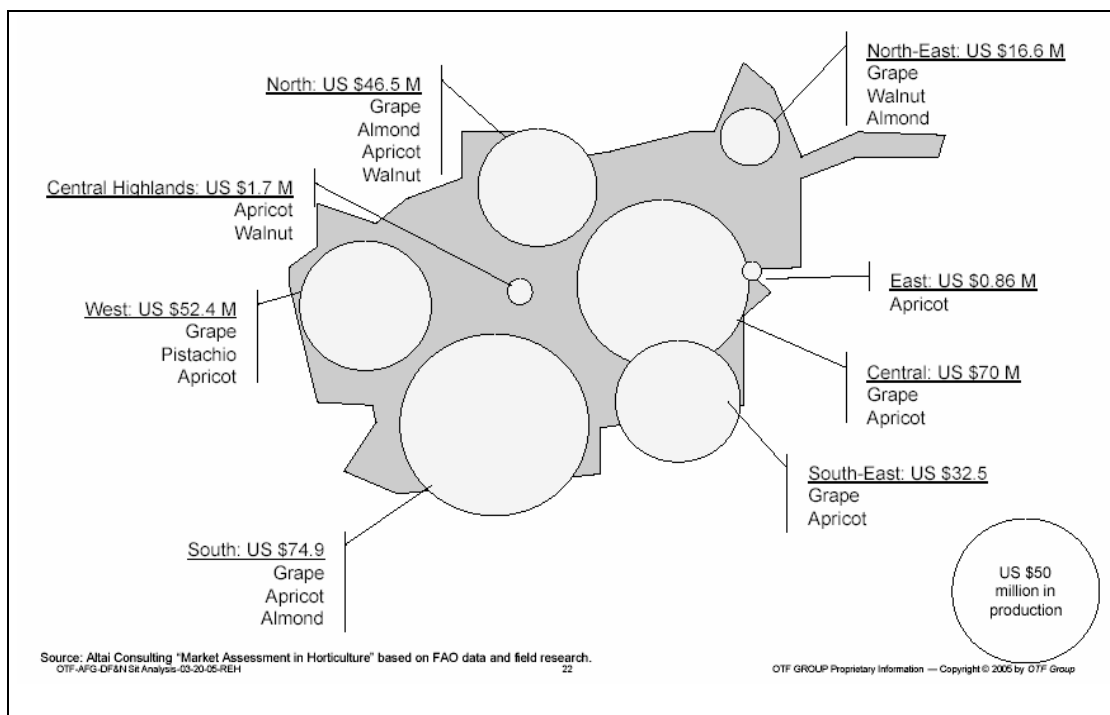 North-East: US $16.6 M
Grape
Walnut
Almond
North: US $46.5 M
Grape
Almond
Apricot
Walnut
Central Highlands: US $1.7 M
Apricot
Walnut
East: US $0.86 M
Apricot
West: US $52.4 M
Grape
Pistachio
Apricot
Central: US $70 M
Grape
Apricot
South-East: US $32.5
Grape
Apricot
South: US $74.9
Grape
Apricot
Almond
US $50
million in
production
Source: Altai Consulting “Market Assessment in Horticulture” based on FAO data and field research.
OTF-AFG-DF&N Sit Analysis-03-20-05-REH
22
OTF GROUP Proprietary Information — Copyright © 2005 by OTF Group